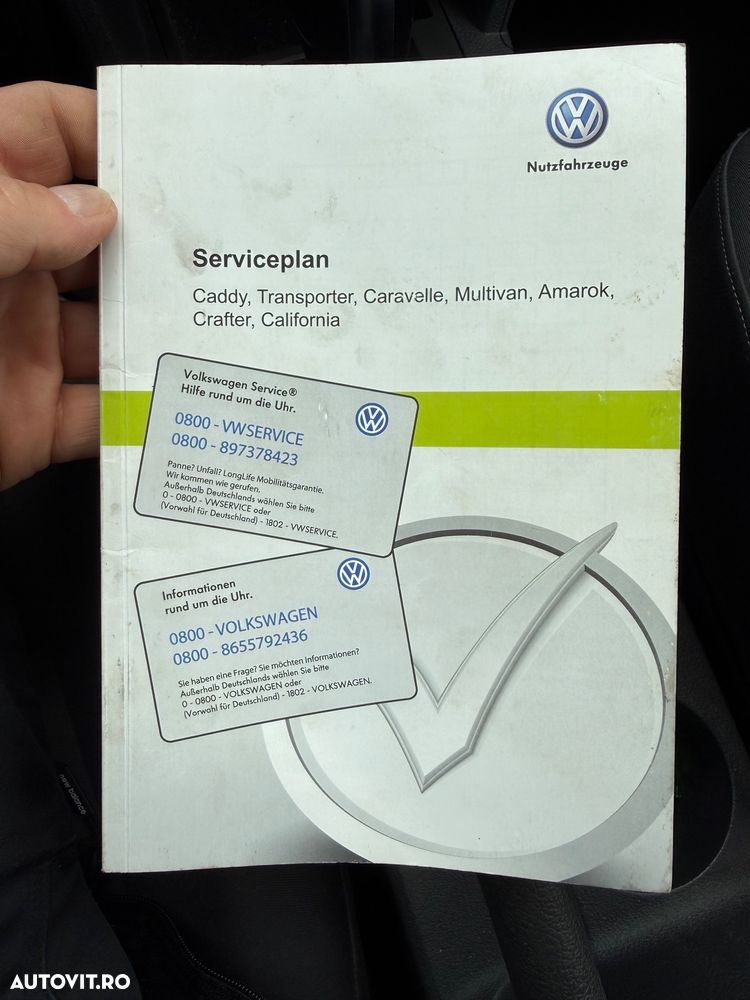 Nutzfahrzeuge
Serviceplan
Caddy, Transporter, Caravelle, Multivan, Amarok,
Crafter, California
Volkswagen Service®
Hilfe rund um die Uhr.
0800 - VWSERVICE
0800 - 897378423
Panne? Unfall? LongLife Mobilitätsgarantie.
Wir kommen wie gerufen.
Außerhalb Deutschlands wählen Sie bitte
0 - 0800 - VWSERVICE oder
(Vorwahl für Deutschland) - 1802 - VWSERVICE.
Informationen
rund um die Uhr.
0800 - VOLKSWAGEN
0800 - 8655792436
Sie haben eine Frage? Sie möchten Informationen?
Außerhalb Deutschlands wählen Sie bitte
0 - 0800 - VOLKSWAGEN oder
(Vorwahl für Deutschland) - 1802 - VOLKSWAGEN.
new balance
AUTOVIT.RO